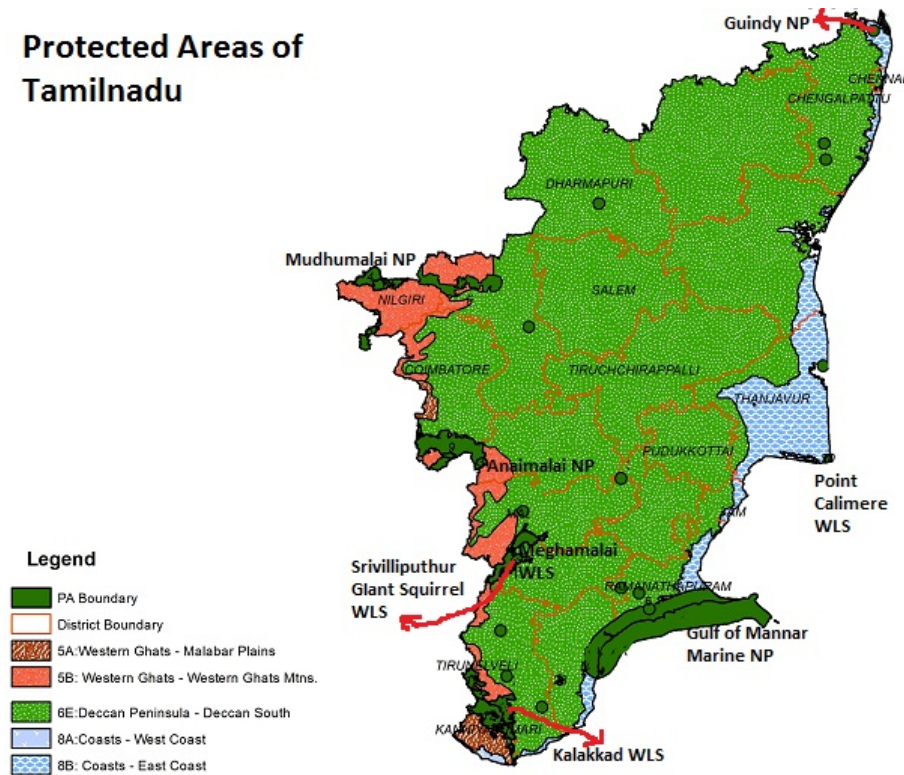 Protected Areas of
Tamilnadu
Guindy NP
CHENNAI
CHENGALPATTU
DHARMAPURI
Mudhumalai NP
NILGIRI
SALEM
COIMBATORE
TIRUCHCHIRAPPALLI
THANJAVUR
PUDUKKOTTAI
Anaimalai NP
Point
Calimere
WLS
Meghamalai
WLS
Srivilliputhur
GIant Squirrel
WLS
RAMANATHAPURAM
Gulf of Mannar
Marine NP
TIRUNELVELI
Kalakkad WLS
Legend
PA Boundary
District Boundary
5A:Western Ghats - Malabar Plains
5B: Western Ghats - Western Ghats Mtns.
6E:Deccan Peninsula - Deccan South
8A:Coasts - West Coast
8B: Coasts - East Coast